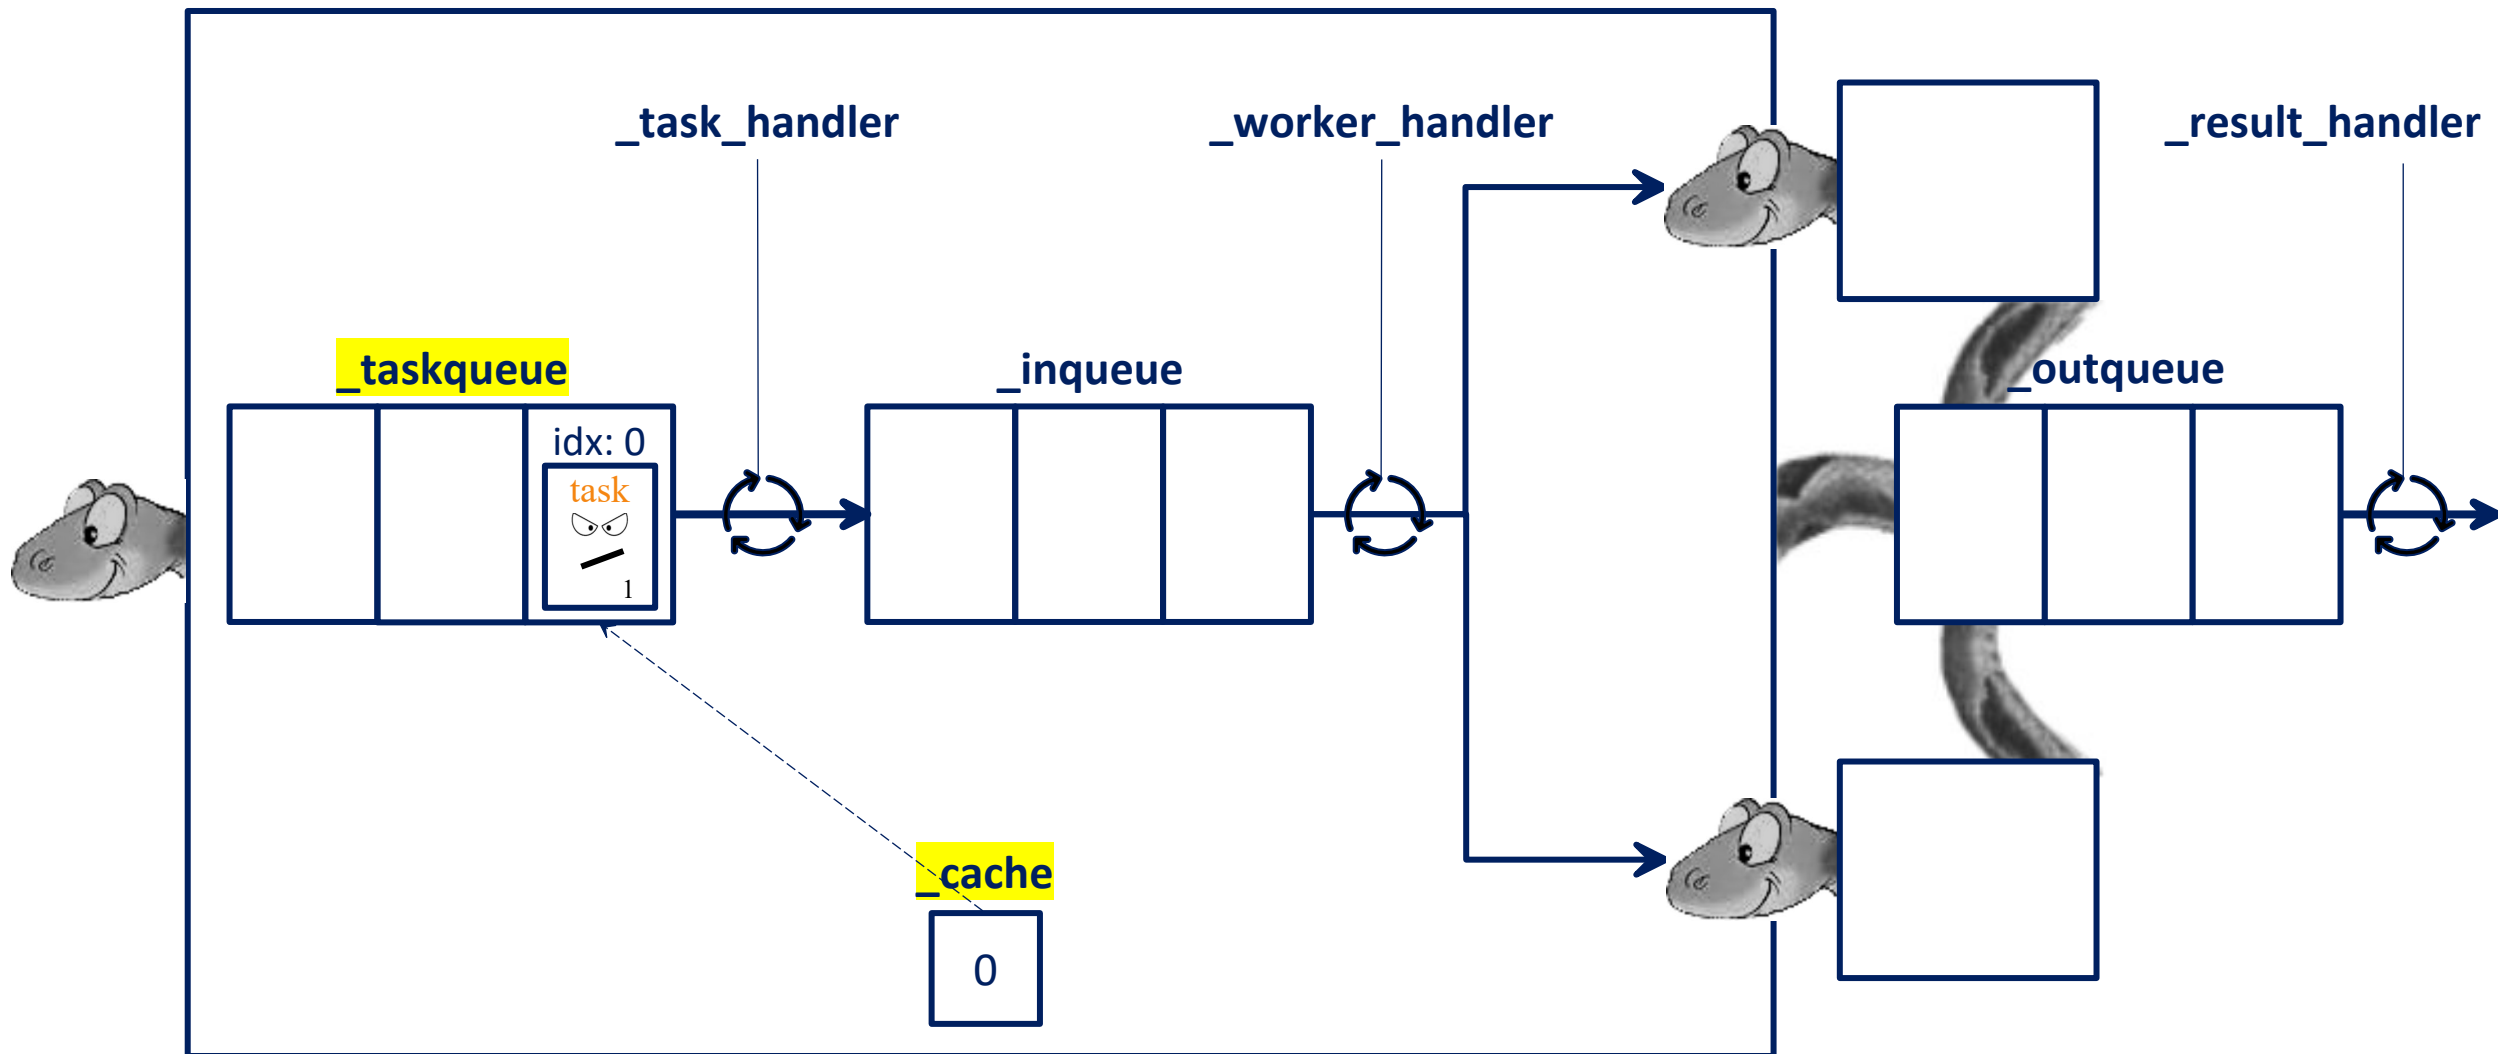 _task_handler
_worker_handler
_result_handler
_taskqueue
_inqueue
_outqueue
idx: 0
task
1
_cache
0